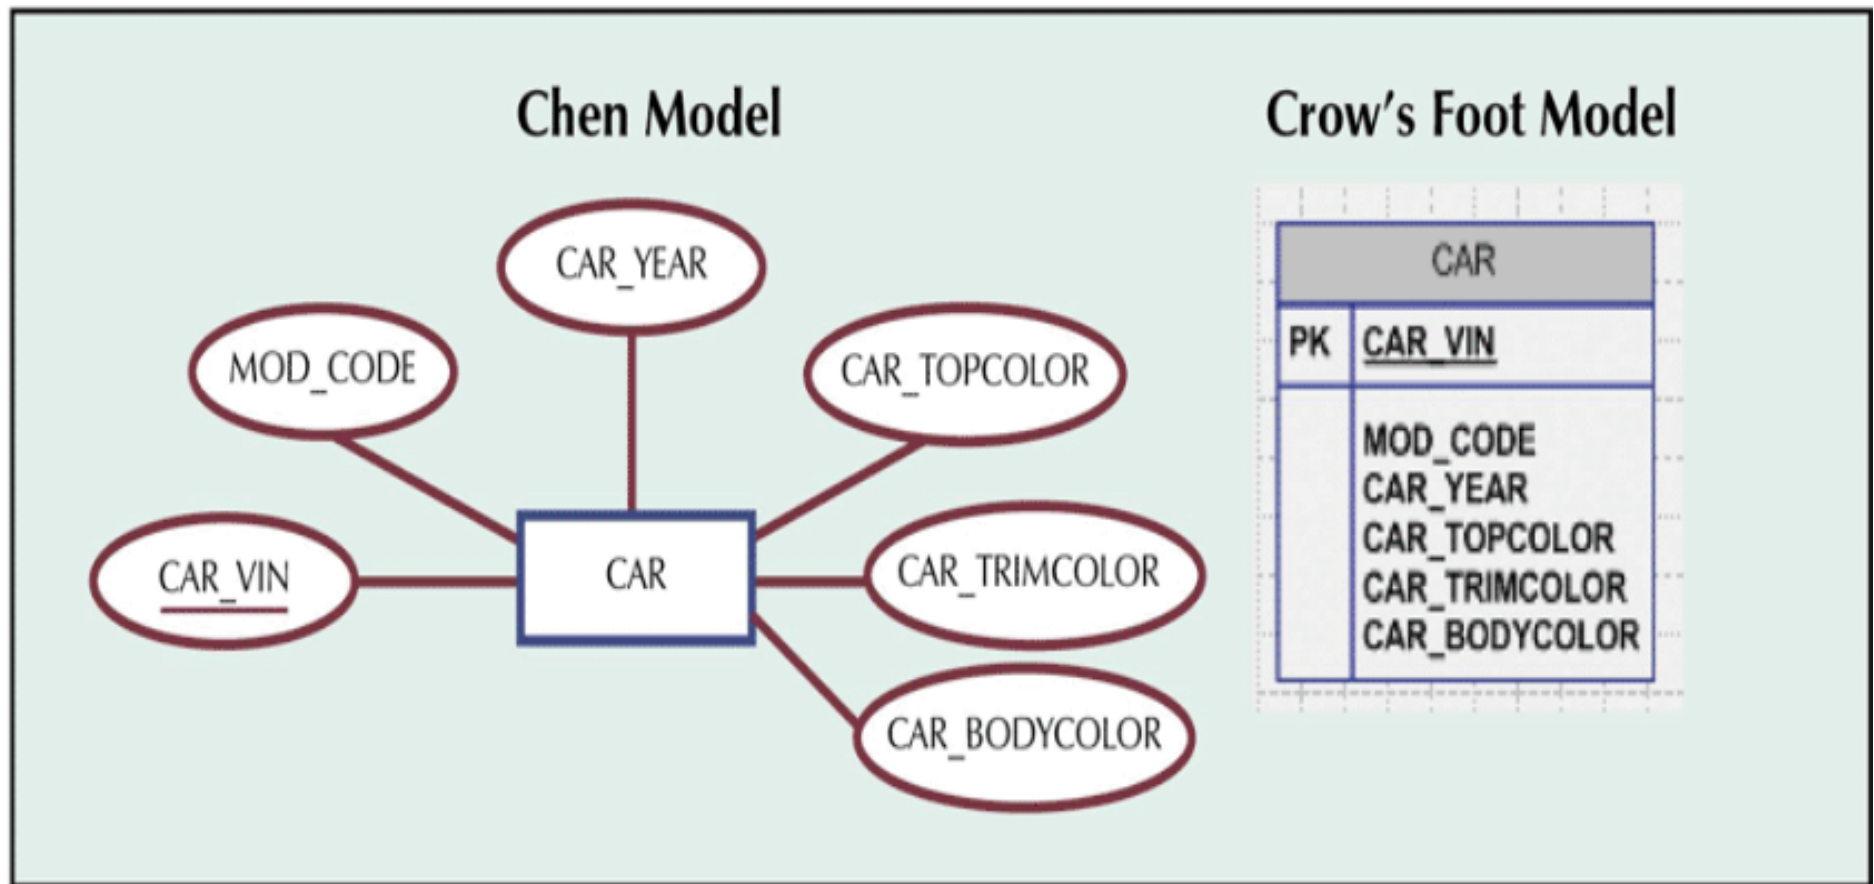 Chen Model
Crow's Foot Model
CAR_YEAR
MOD_CODE
CAR_TOPCOLOR
CAR_VIN
CAR
CAR_TRIMCOLOR
CAR_BODYCOLOR
CAR
PK CAR_VIN
MOD_CODE
CAR_YEAR
CAR_TOPCOLOR
CAR_TRIMCOLOR
CAR_BODYCOLOR